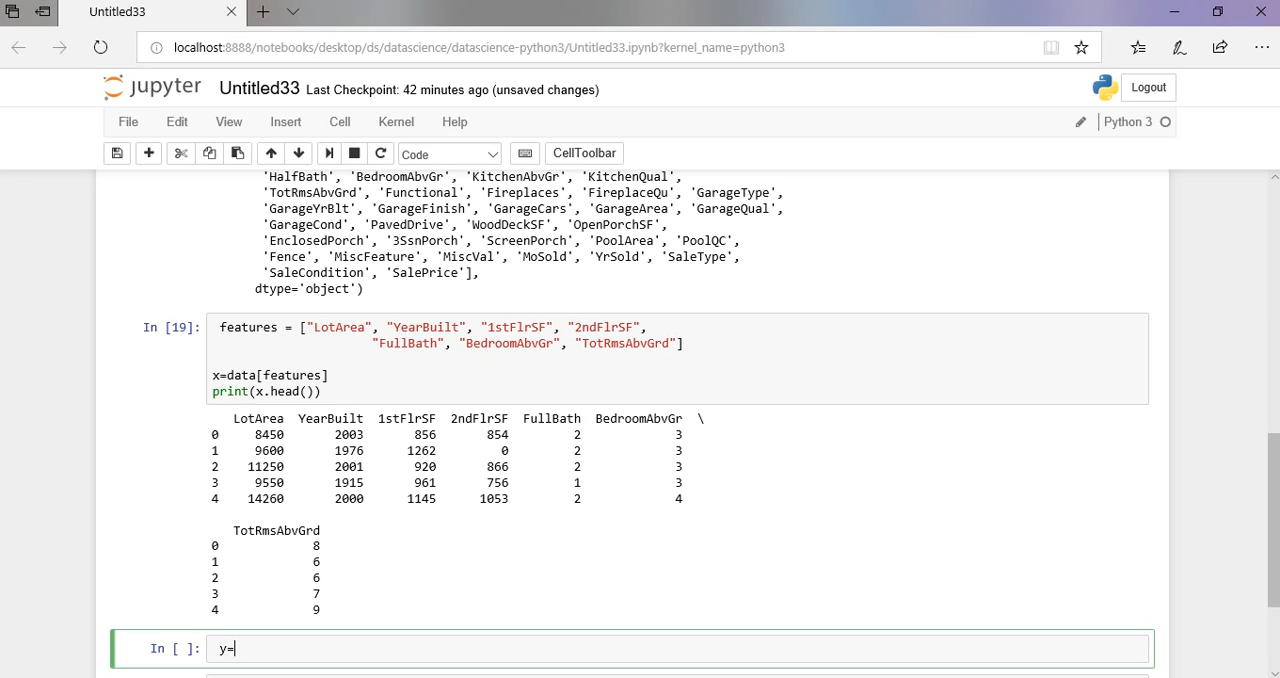 Untitled33
localhost:8888/notebooks/desktop/ds/datascience/datascience-python3/Untitled33.ipynb?kernel_name=python3
jupyter Untitled33 Last Checkpoint: 42 minutes ago (unsaved changes) Logout
File Edit View Insert Cell Kernel Help Python 3
Code CellToolbar
'HalfBath', 'BedroomAbvGr', 'KitchenAbvGr', 'KitchenQual',
'TotRmsAbvGrd', 'Functional', 'Fireplaces', 'FireplaceQu', 'GarageType',
'GarageYrBlt', 'GarageFinish', 'GarageCars', 'GarageArea', 'GarageQual',
'GarageCond', 'PavedDrive', 'WoodDeckSF', 'OpenPorchSF',
'EnclosedPorch', '3SsnPorch', 'ScreenPorch', 'PoolArea', 'PoolQC',
'Fence', 'MiscFeature', 'MiscVal', 'MoSold', 'YrSold', 'SaleType',
'SaleCondition', 'SalePrice'],
dtype='object')
In [19]: features = ["LotArea", "YearBuilt", "1stFlrSF", "2ndFlrSF",
"FullBath", "BedroomAbvGr", "TotRmsAbvGrd"]
x=data[features]
print(x.head())
LotArea YearBuilt 1stFlrSF 2ndFlrSF FullBath BedroomAbvGr \
0 8450 2003 856 854 2 3
1 9600 1976 1262 0 2 3
2 11250 2001 920 866 2 3
3 9550 1915 961 756 1 3
4 14260 2000 1145 1053 2 4
TotRmsAbvGrd
0 8
1 6
2 6
3 7
4 9
In [ ]: y=